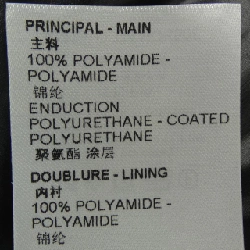 PRINCIPAL - MAIN
主料
100% POLYAMIDE -
POLYAMIDE
锦纶
ENDUCTION
POLYURETHANE - COATED
POLYURETHANE
聚氨酯 涂层
DOUBLURE - LINING
内衬
100% POLYAMIDE -
POLYAMIDE
锦纶